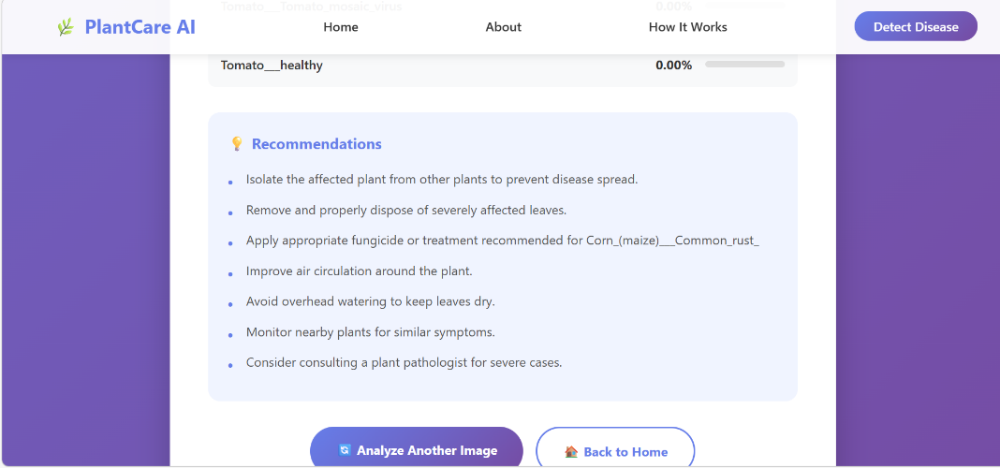 Tomato___Tomato_mosaic_virus 0.00%
PlantCare AI Home About How It Works Detect Disease
Tomato___healthy 0.00%
Recommendations
Isolate the affected plant from other plants to prevent disease spread.
Remove and properly dispose of severely affected leaves.
Apply appropriate fungicide or treatment recommended for Corn_(maize)___Common_rust_
Improve air circulation around the plant.
Avoid overhead watering to keep leaves dry.
Monitor nearby plants for similar symptoms.
Consider consulting a plant pathologist for severe cases.
Analyze Another Image Back to Home